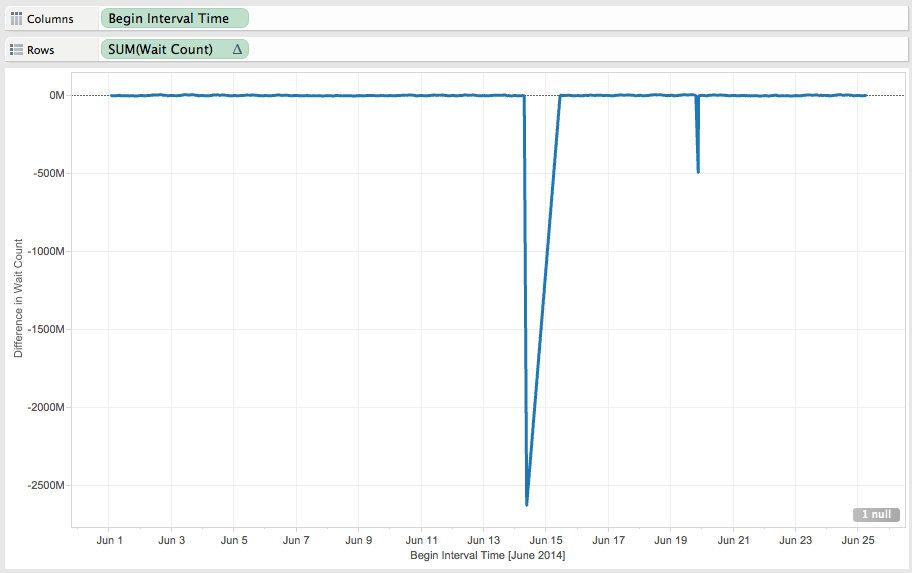 Columns Begin Interval Time
Rows SUM(Wait Count) Δ
0M
-500M
-1000M
-1500M
-2000M
-2500M
Difference in Wait Count
1 null
Jun 1 Jun 3 Jun 5 Jun 7 Jun 9 Jun 11 Jun 13 Jun 15 Jun 17 Jun 19 Jun 21 Jun 23 Jun 25
Begin Interval Time [June 2014]